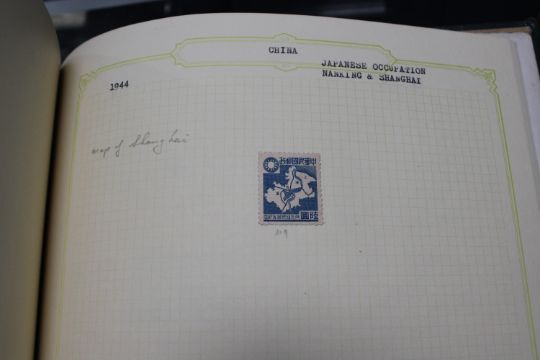 CHINA
JAPANESE OCCUPATION
NANKING & SHANGHAI
1944
map of Shanghai